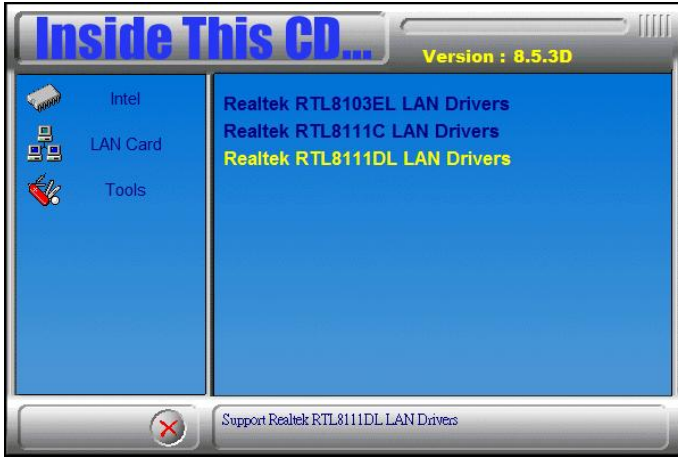 Inside This CD...
Version : 8.5.3D
Intel
LAN Card
Tools
Realtek RTL8103EL LAN Drivers
Realtek RTL8111C LAN Drivers
Realtek RTL8111DL LAN Drivers
Support Realtek RTL8111DL LAN Drivers